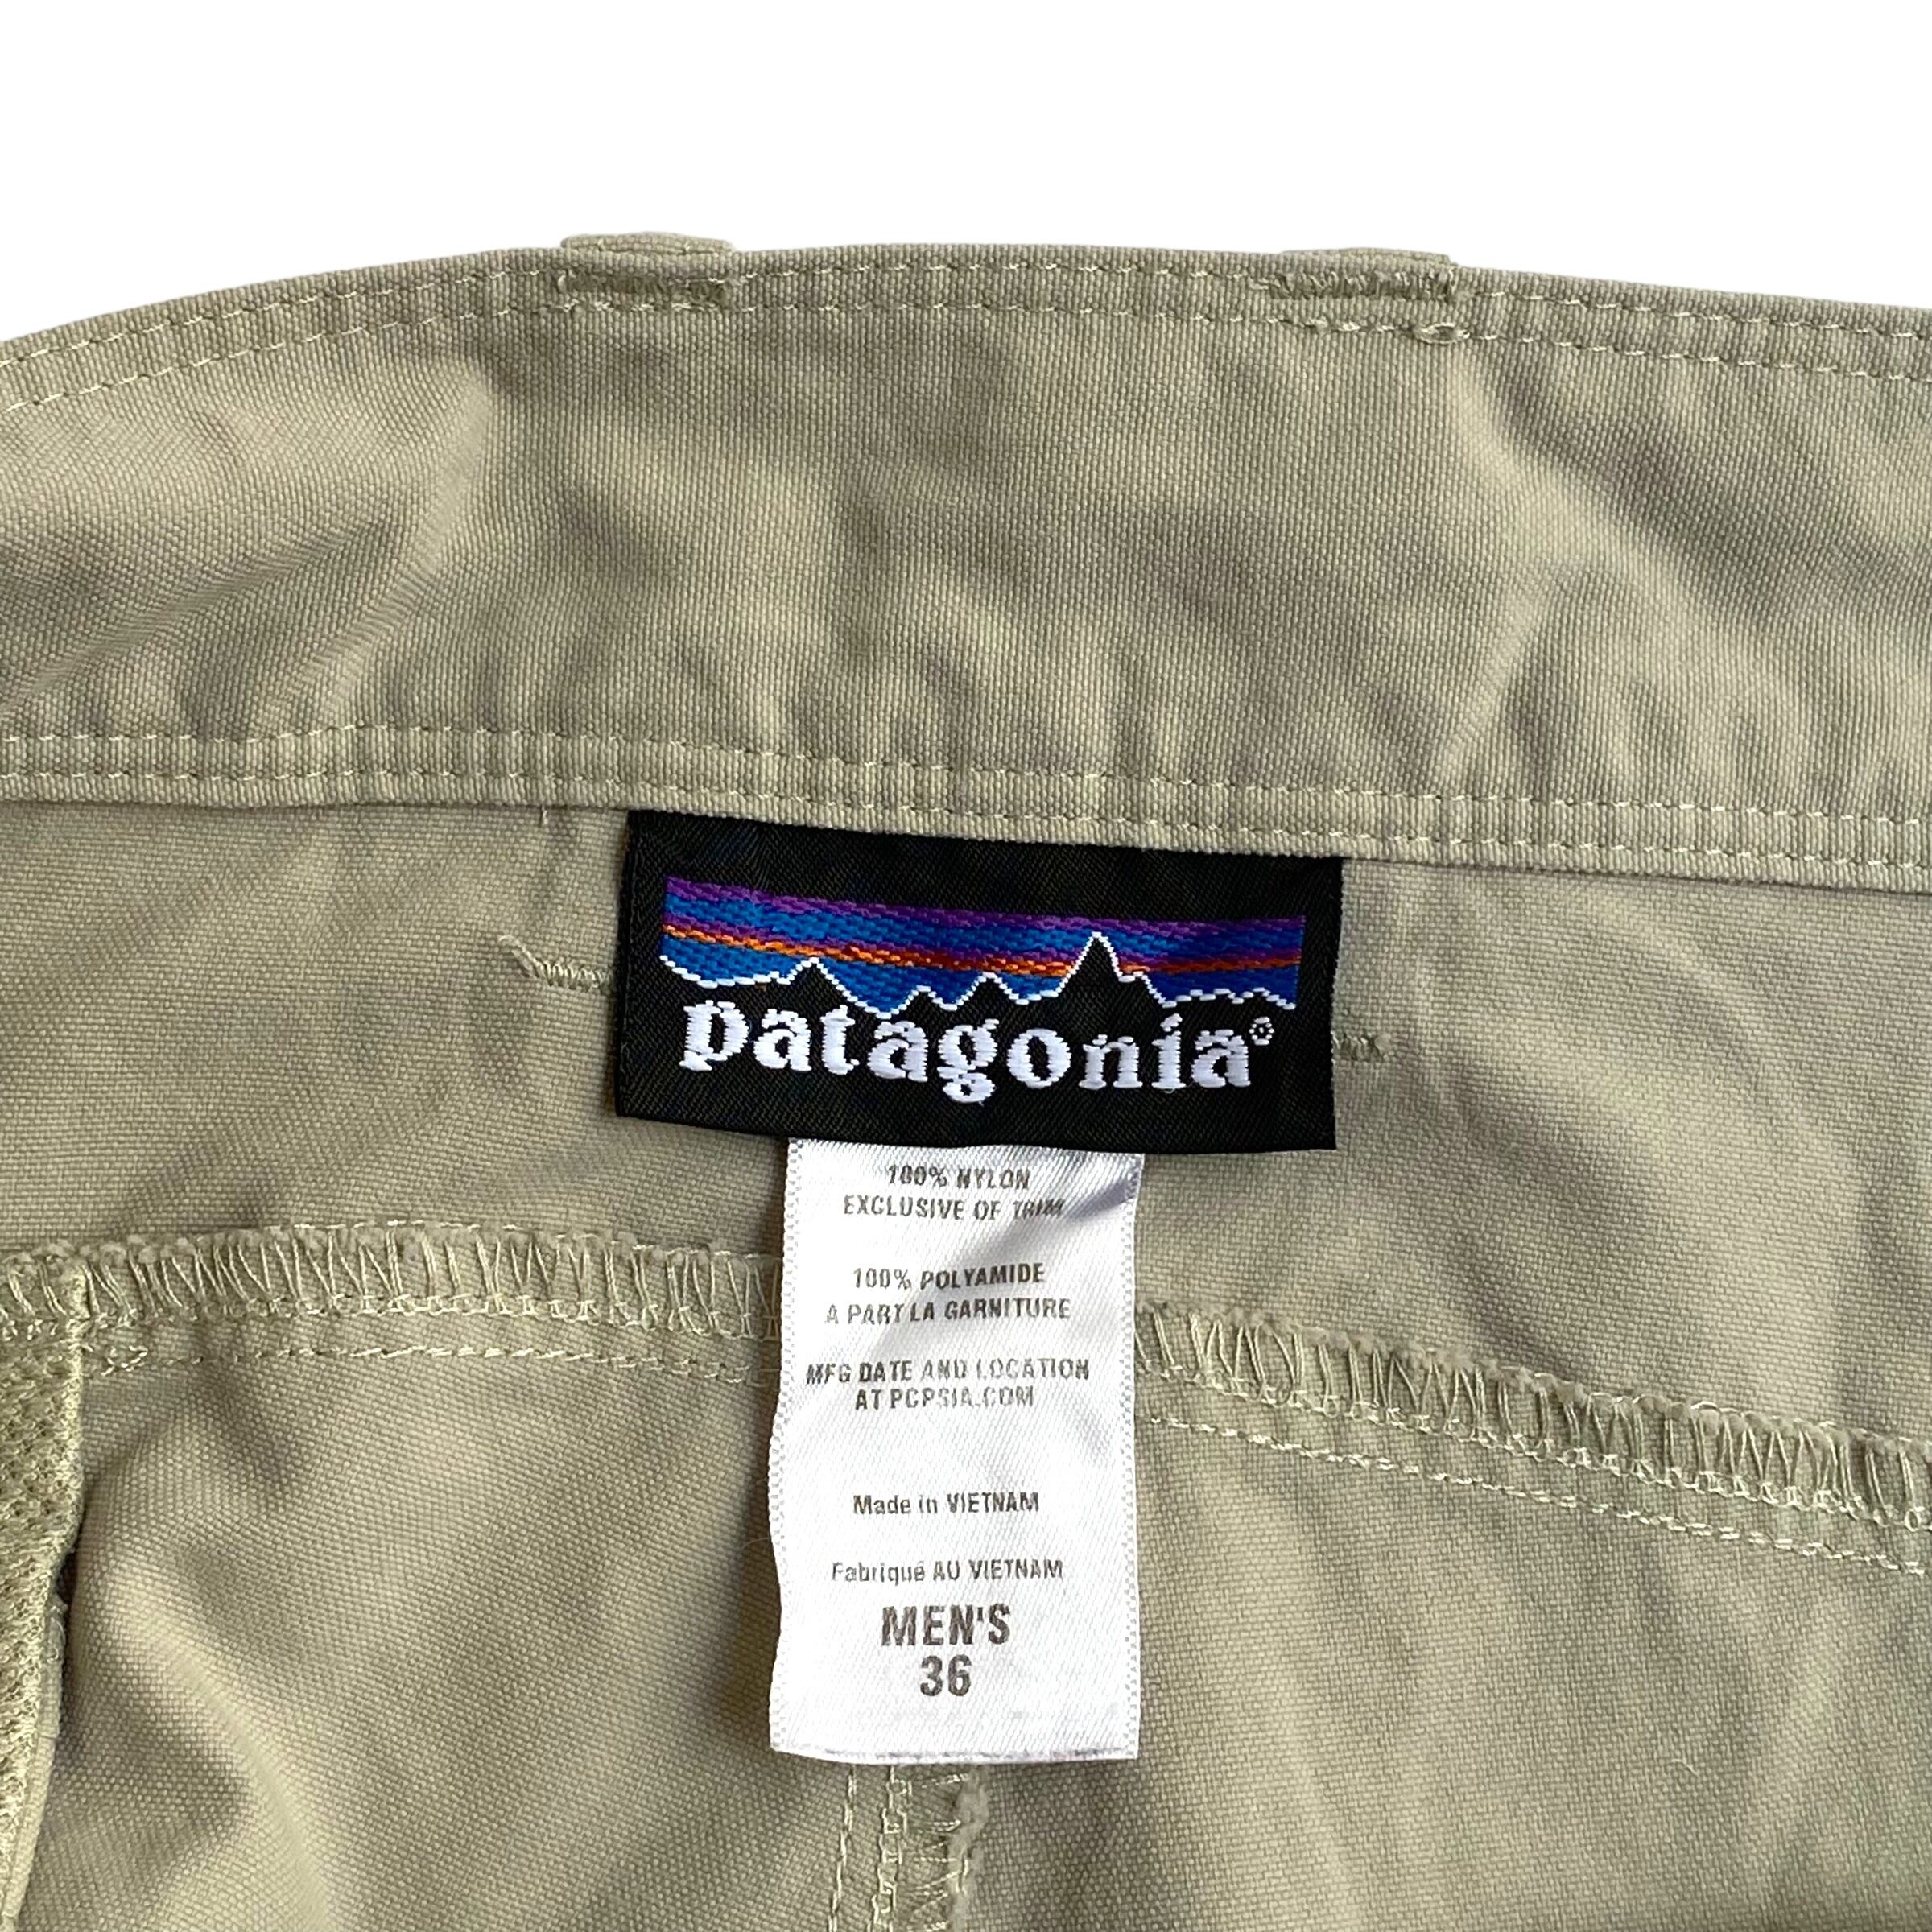 patagonia®
100% NYLON
EXCLUSIVE OF TRIM
100% POLYAMIDE
A PART LA GARNITURE
MFG DATE AND LOCATION
AT PCPSIA.COM
Made in VIETNAM
Fabriqué AU VIETNAM
MEN'S
36